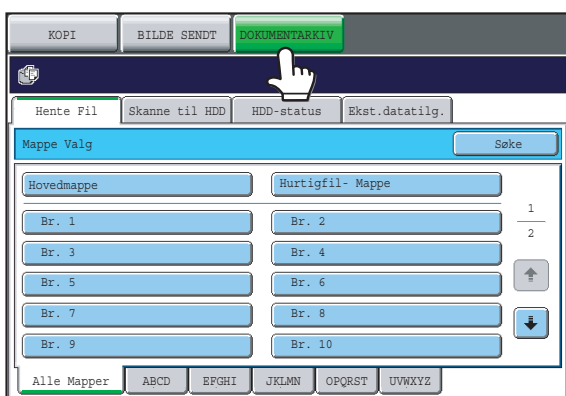 KOPI BILDE SENDT DOKUMENTARKIV
Hente Fil Skanne til HDD HDD-status Ekst.datatilg.
Mappe Valg Søke
Hovedmappe Hurtigfil- Mappe
1
Br. 1 Br. 2
2
Br. 3 Br. 4
Br. 5 Br. 6
Br. 7 Br. 8
Br. 9 Br. 10
Alle Mapper ABCD EFGHI JKLMN OPQRST UVWXYZ